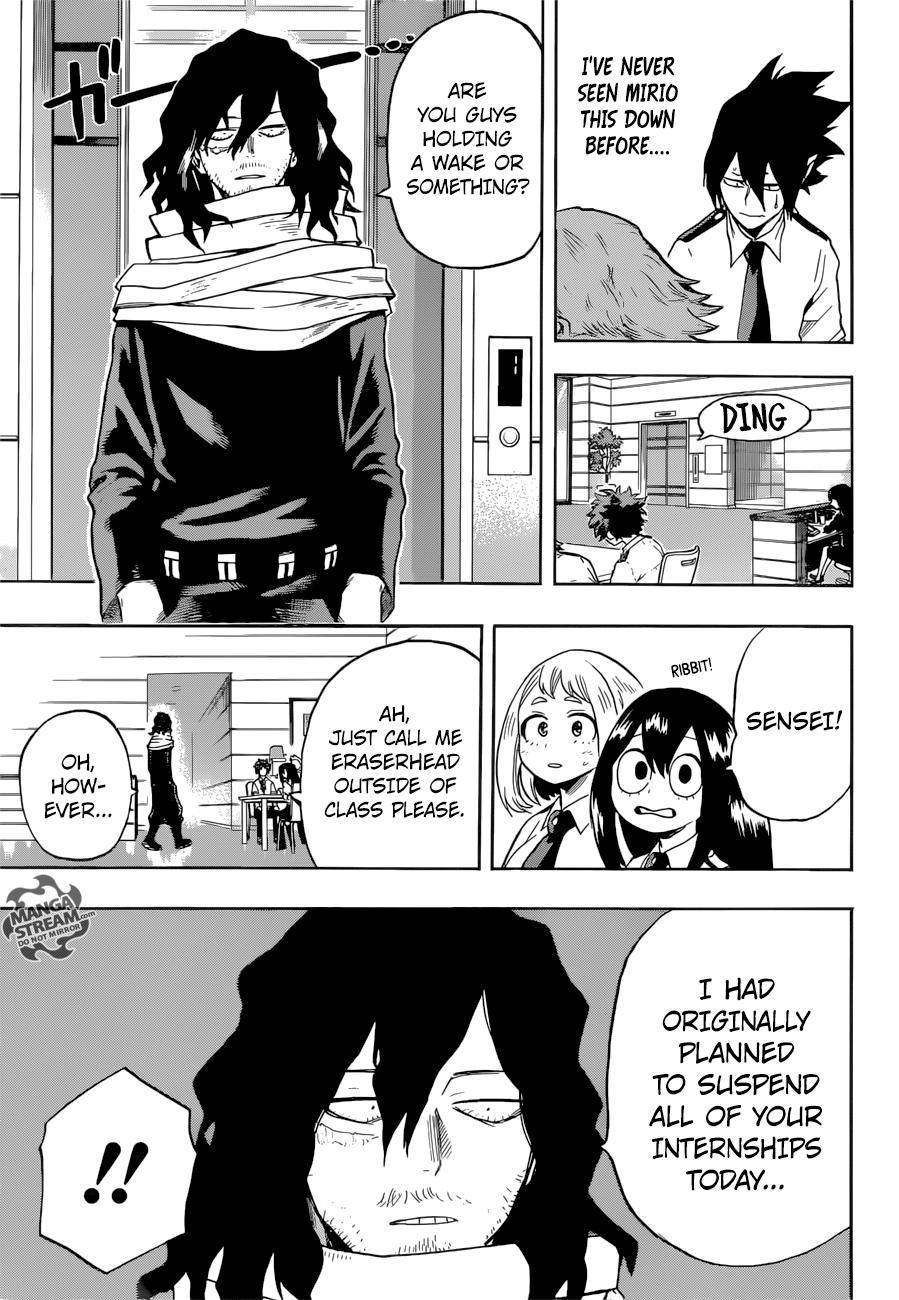 I'VE NEVER
SEEN MIRIO
THIS DOWN
BEFORE....
DING
ARE
YOU GUYS
HOLDING
A WAKE OR
SOMETHING?
ガー
SENSEI!
RIBBIT!
AH,
JUST CALL ME
ERASERHEAD
OUTSIDE OF
CLASS PLEASE.
OH,
HOW-
EVER...
I HAD
ORIGINALLY
PLANNED
TO SUSPEND
ALL OF YOUR
INTERNSHIPS
TODAY...
!!
MANGA
STREAM.com
DO NOT MIRROR